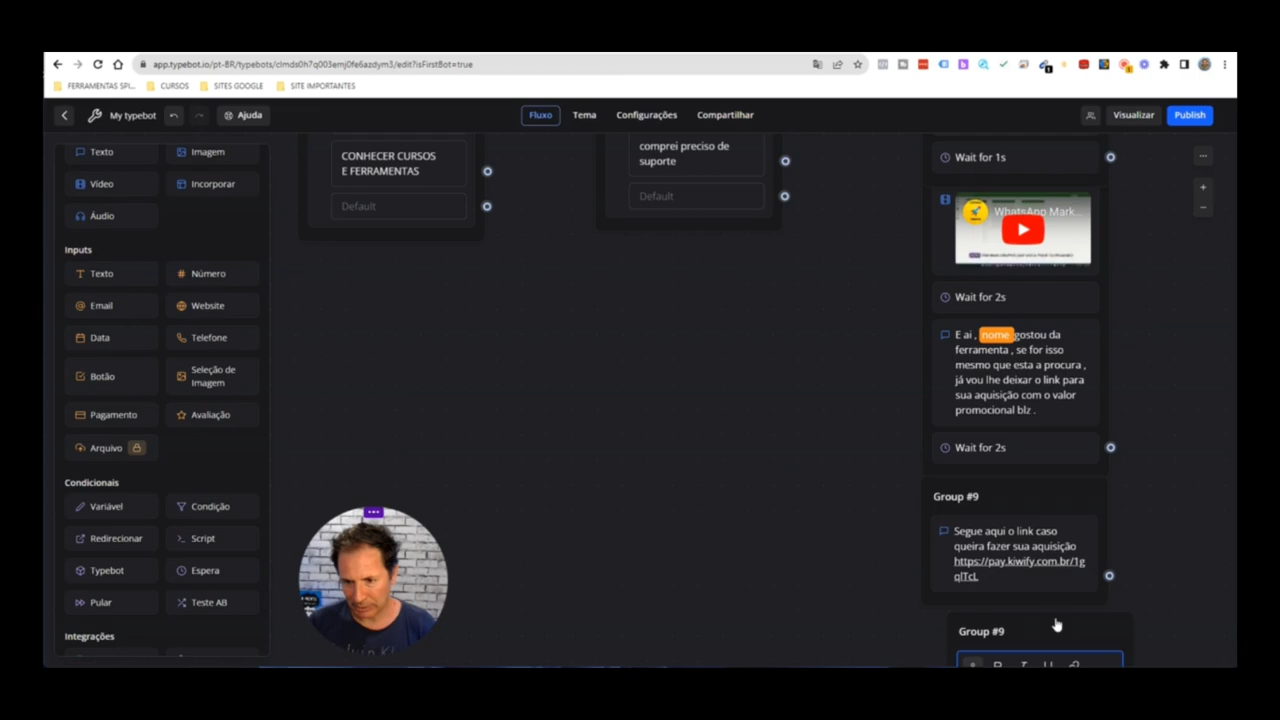 app.typebot.io/pt-BR/typebots/clmds0h7q003emj0fe6azdym3/edit?isFirstBot=true
FERRAMENTAS SPI...
CURSOS
SITES GOOGLE
SITE IMPORTANTES
My typebot
Ajuda
Fluxo
Tema
Configurações
Compartilhar
Visualizar
Publish
Texto
Imagem
Vídeo
Incorporar
Áudio
Inputs
Texto
Número
Email
Website
Data
Telefone
Botão
Seleção de
Imagem
Pagamento
Avaliação
Arquivo
Condicionais
Variável
Condição
Redirecionar
Script
Typebot
Espera
Pular
Teste AB
Integrações
CONHECER CURSOS
E FERRAMENTAS
Default
comprei preciso de
suporte
Default
Wait for 1s
WhatsApp Mark...
Wait for 2s
E ai , nome gostou da
ferramenta , se for isso
mesmo que esta a procura ,
já vou lhe deixar o link para
sua aquisição com o valor
promocional blz .
Wait for 2s
Group #9
Segue aqui o link caso
queira fazer sua aquisição
https://pay.kiwify.com.br/1g
qlTcL
Group #9